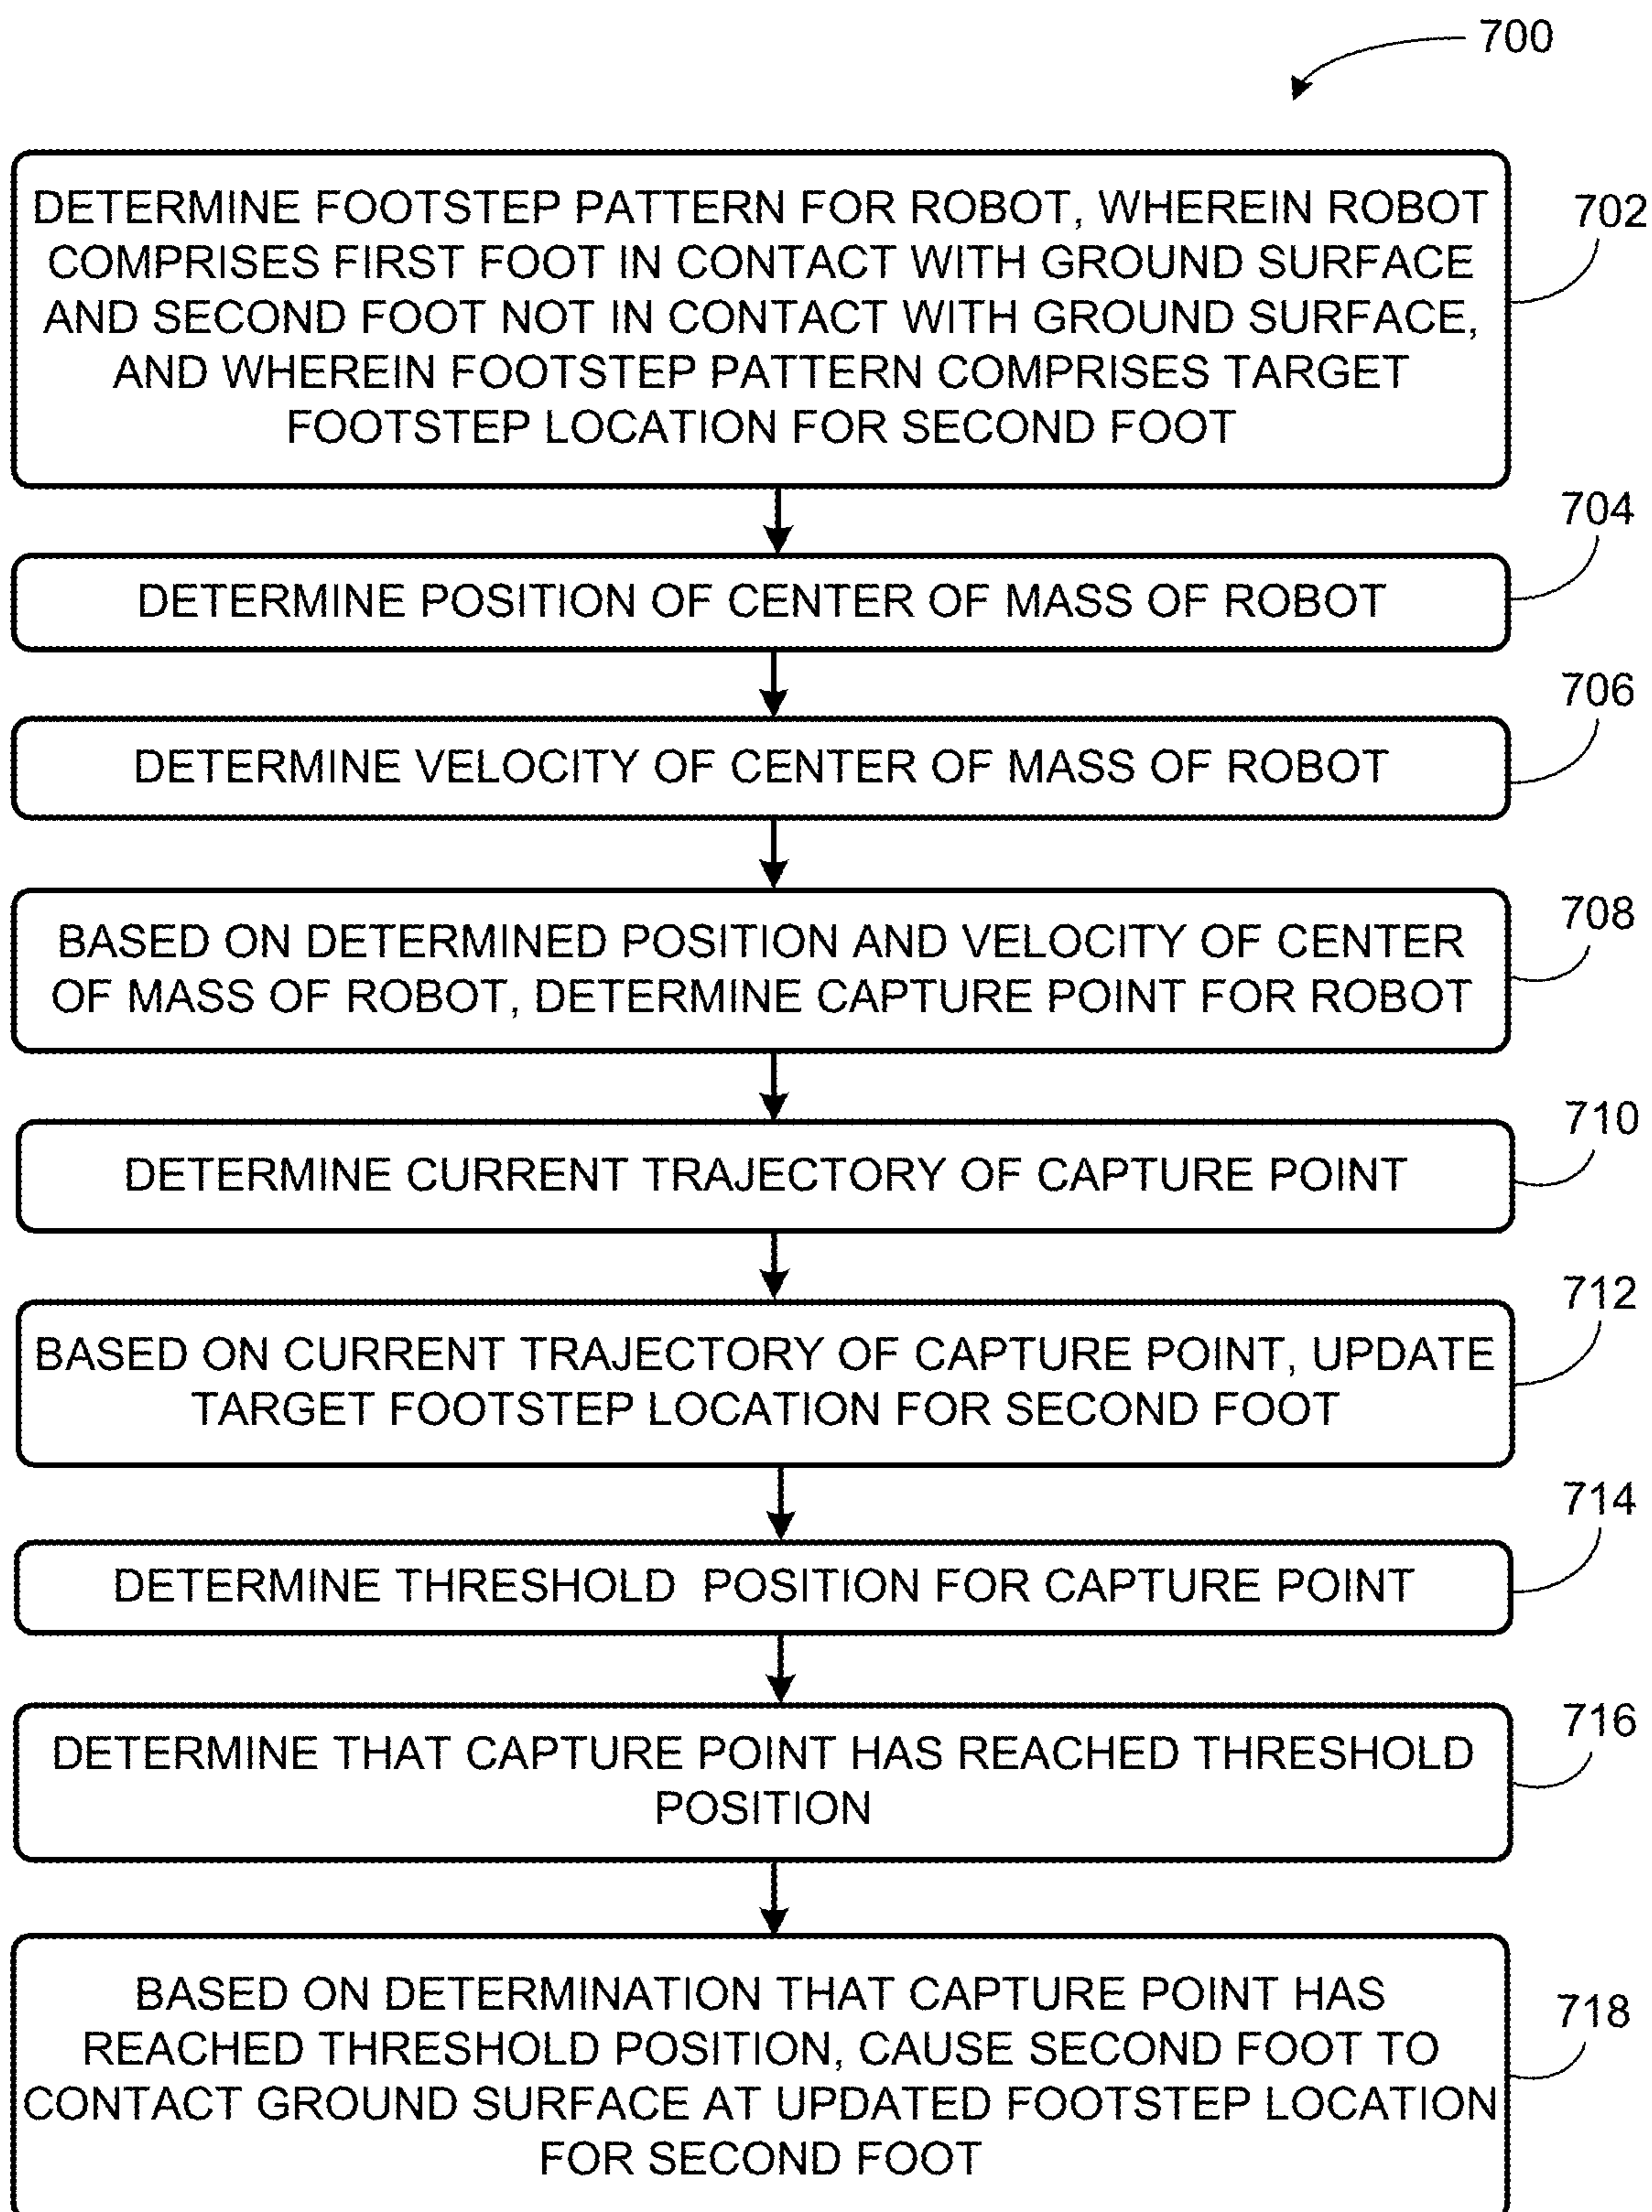 700
DETERMINE FOOTSTEP PATTERN FOR ROBOT, WHEREIN ROBOT
COMPRISES FIRST FOOT IN CONTACT WITH GROUND SURFACE
AND SECOND FOOT NOT IN CONTACT WITH GROUND SURFACE,
AND WHEREIN FOOTSTEP PATTERN COMPRISES TARGET
FOOTSTEP LOCATION FOR SECOND FOOT
702
704
DETERMINE POSITION OF CENTER OF MASS OF ROBOT
706
DETERMINE VELOCITY OF CENTER OF MASS OF ROBOT
708
BASED ON DETERMINED POSITION AND VELOCITY OF CENTER
OF MASS OF ROBOT, DETERMINE CAPTURE POINT FOR ROBOT
710
DETERMINE CURRENT TRAJECTORY OF CAPTURE POINT
712
BASED ON CURRENT TRAJECTORY OF CAPTURE POINT, UPDATE
TARGET FOOTSTEP LOCATION FOR SECOND FOOT
714
DETERMINE THRESHOLD POSITION FOR CAPTURE POINT
716
DETERMINE THAT CAPTURE POINT HAS REACHED THRESHOLD
POSITION
718
BASED ON DETERMINATION THAT CAPTURE POINT HAS
REACHED THRESHOLD POSITION, CAUSE SECOND FOOT TO
CONTACT GROUND SURFACE AT UPDATED FOOTSTEP LOCATION
FOR SECOND FOOT